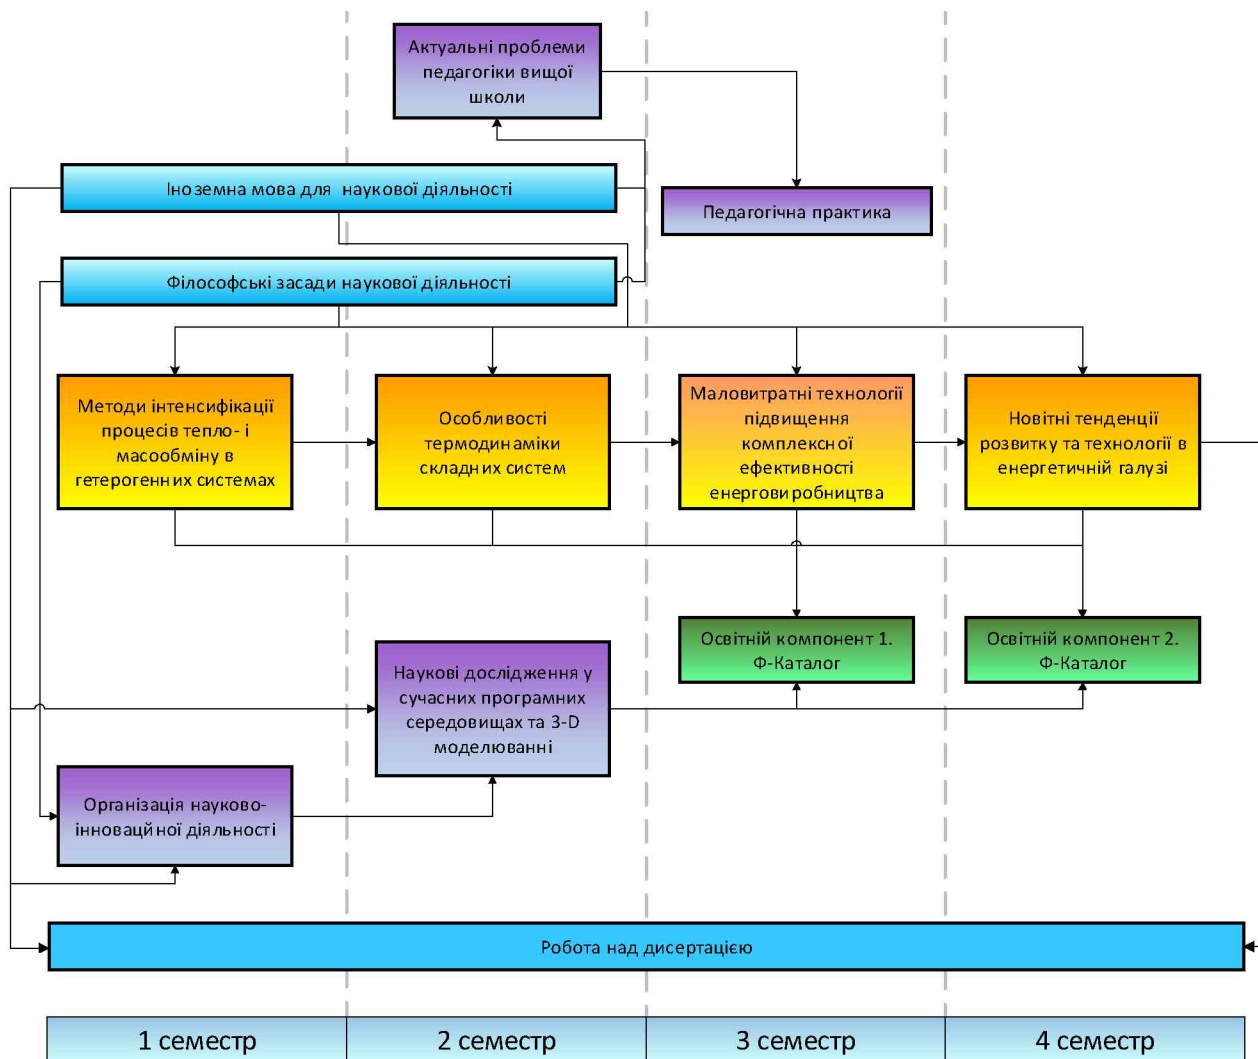 Актуальні проблеми
педагогіки вищої
школи
Іноземна мова для наукової діяльності
Педагогічна практика
Філософські засади наукової діяльності
Методи інтенсифікації
процесів тепло- і
масообміну в
гетерогенних системах
Особливості
термодинаміки
складних систем
Маловитратні технології
підвищення
комплексної
ефективності
енерговиробництва
Новітні тенденції
розвитку та технології в
енергетичній галузі
Освітній компонент 1.
Ф-Каталог
Освітній компонент 2.
Ф-Каталог
Наукові дослідження у
сучасних програмних
середовищах та 3-D
моделюванні
Організація науково-
інноваційної діяльності
Робота над дисертацією
1 семестр
2 семестр
3 семестр
4 семестр